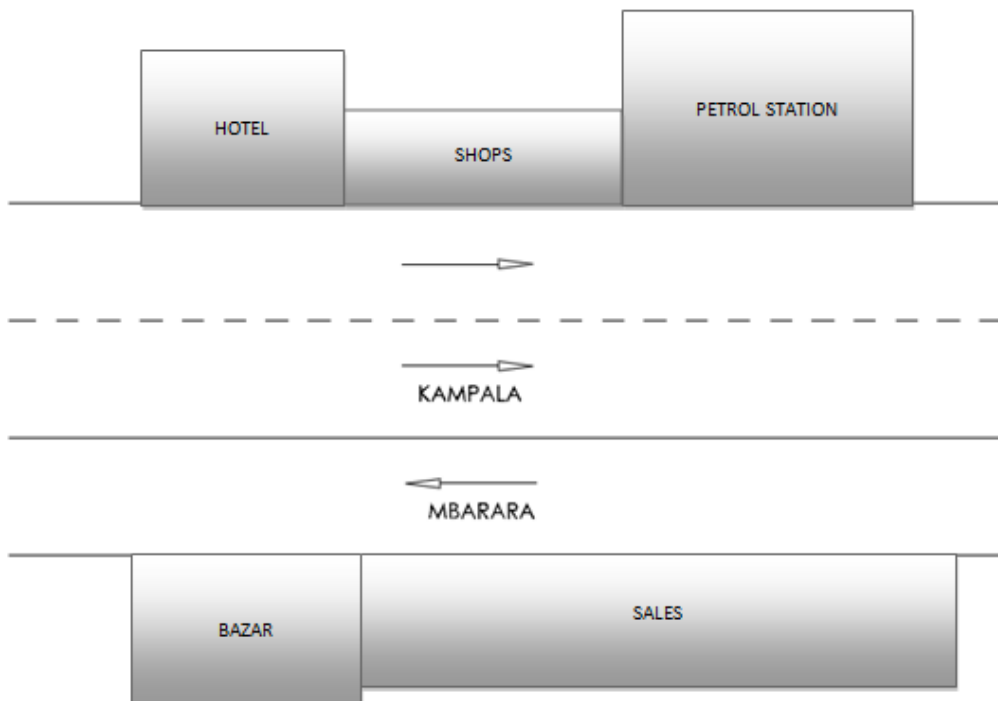 HOTEL
SHOPS
PETROL STATION
KAMPALA
MBARARA
BAZAR
SALES